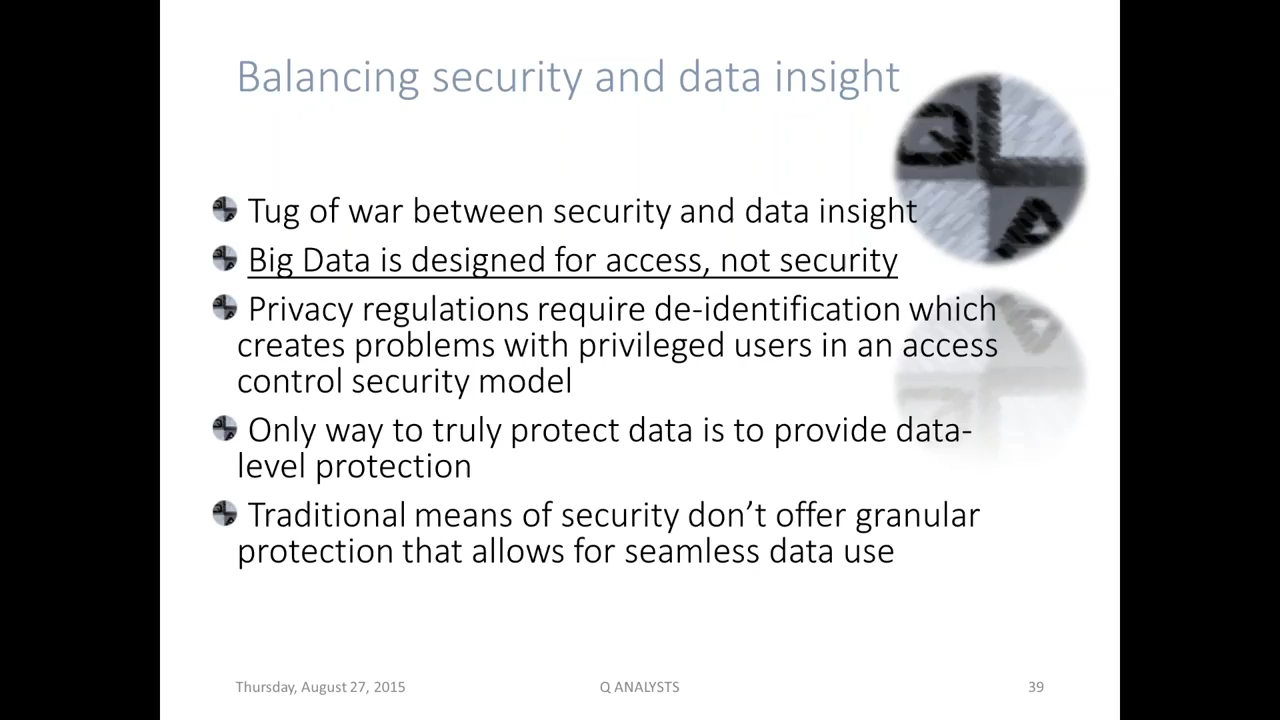 Balancing security and data insight
Tug of war between security and data insight
Big Data is designed for access, not security
Privacy regulations require de-identification which
creates problems with privileged users in an access
control security model
Only way to truly protect data is to provide data-
level protection
Traditional means of security don’t offer granular
protection that allows for seamless data use
Q
A
Thursday, August 27, 2015
Q ANALYSTS
39